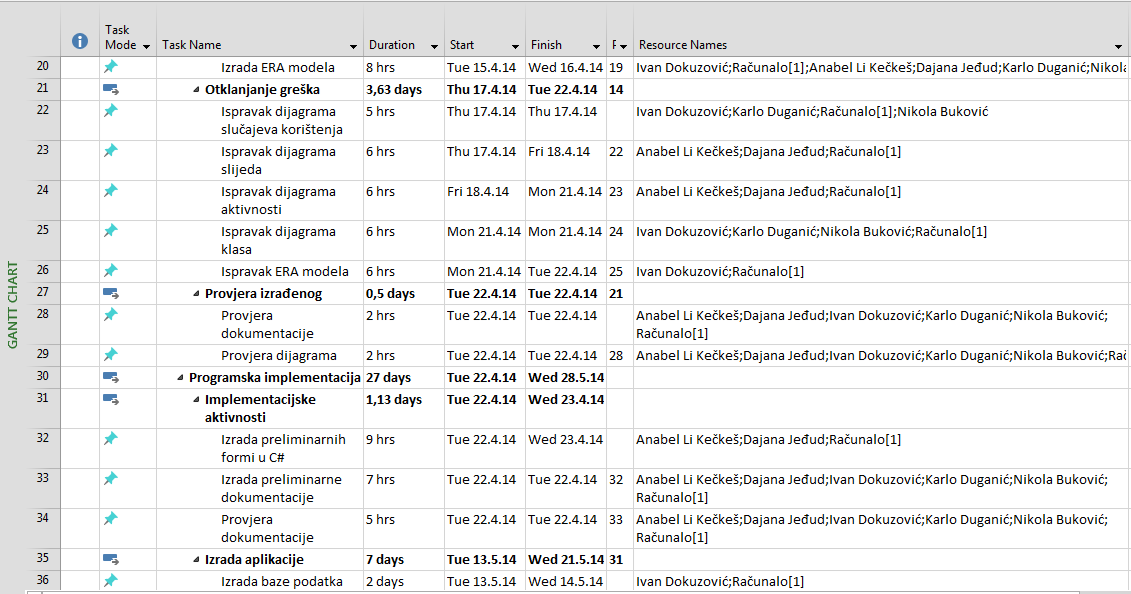 Task
Mode Task Name Duration Start Finish F Resource Names
20 Izrada ERA modela 8 hrs Tue 15.4.14 Wed 16.4.14 19 Ivan Dokuzović;Računalo[1];Anabel Li Kečkeš;Dajana Jeđud;Karlo Duganić;Nikola
21 Otklanjanje greška 3,63 days Thu 17.4.14 Tue 22.4.14 14
22 Ispravak dijagrama 5 hrs Thu 17.4.14 Thu 17.4.14 Ivan Dokuzović;Karlo Duganić;Računalo[1];Nikola Buković
slučajeva korištenja
23 Ispravak dijagrama 6 hrs Thu 17.4.14 Fri 18.4.14 22 Anabel Li Kečkeš;Dajana Jeđud;Računalo[1]
slijeda
24 Ispravak dijagrama 6 hrs Fri 18.4.14 Mon 21.4.14 23 Anabel Li Kečkeš;Dajana Jeđud;Računalo[1]
aktivnosti
25 Ispravak dijagrama 6 hrs Mon 21.4.14 Mon 21.4.14 24 Ivan Dokuzović;Karlo Duganić;Nikola Buković;Računalo[1]
klasa
26 Ispravak ERA modela 6 hrs Mon 21.4.14 Tue 22.4.14 25 Ivan Dokuzović;Računalo[1]
27 Provjera izrađenog 0,5 days Tue 22.4.14 Tue 22.4.14 21
28 Provjera 2 hrs Tue 22.4.14 Tue 22.4.14 Anabel Li Kečkeš;Dajana Jeđud;Ivan Dokuzović;Karlo Duganić;Nikola Buković;
dokumentacije Računalo[1]
29 Provjera dijagrama 2 hrs Tue 22.4.14 Tue 22.4.14 28 Anabel Li Kečkeš;Dajana Jeđud;Ivan Dokuzović;Karlo Duganić;Nikola Buković;Rač
30 Programska implementacija 27 days Tue 22.4.14 Wed 28.5.14
31 Implementacijske 1,13 days Tue 22.4.14 Wed 23.4.14
aktivnosti
32 Izrada preliminarnih 9 hrs Tue 22.4.14 Wed 23.4.14 Anabel Li Kečkeš;Dajana Jeđud;Računalo[1]
formi u C#
33 Izrada preliminarne 7 hrs Tue 22.4.14 Tue 22.4.14 32 Anabel Li Kečkeš;Dajana Jeđud;Ivan Dokuzović;Karlo Duganić;Nikola Buković;
dokumentacije Računalo[1]
34 Provjera 5 hrs Tue 22.4.14 Tue 22.4.14 33 Anabel Li Kečkeš;Dajana Jeđud;Ivan Dokuzović;Karlo Duganić;Nikola Buković;
dokumentacije Računalo[1]
35 Izrada aplikacije 7 days Tue 13.5.14 Wed 21.5.14 31
36 Izrada baze podatka 2 days Tue 13.5.14 Wed 14.5.14 Ivan Dokuzović;Računalo[1]
GANTT CHART